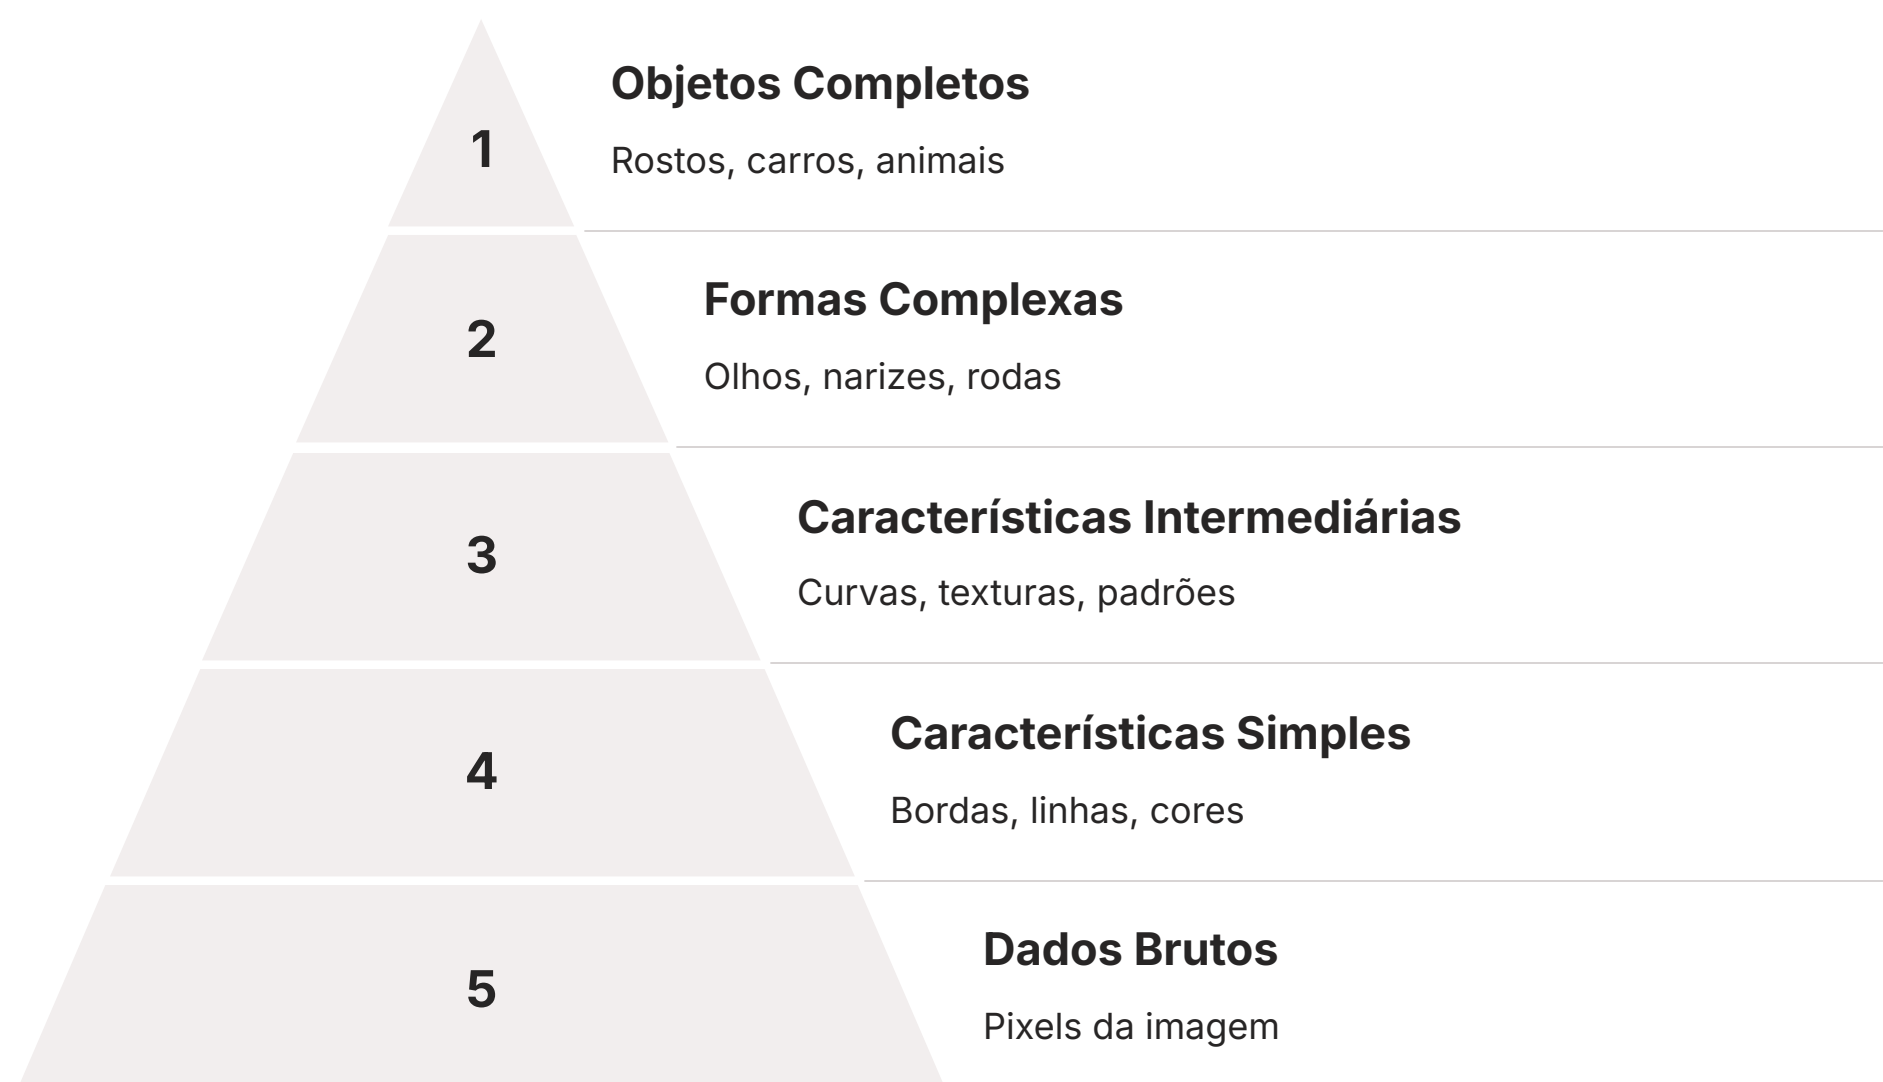 1
Objetos Completos
Rostos, carros, animais
2
Formas Complexas
Olhos, narizes, rodas
3
Características Intermediárias
Curvas, texturas, padrões
4
Características Simples
Bordas, linhas, cores
5
Dados Brutos
Pixels da imagem